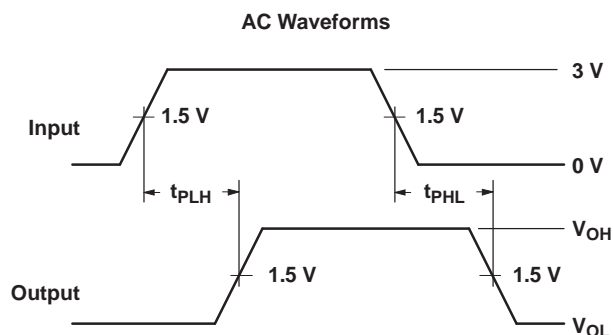 AC Waveforms
3 V
Input
1.5 V
1.5 V
0 V
tPLH
tPHL
VOH
Output
1.5 V
1.5 V
VOL